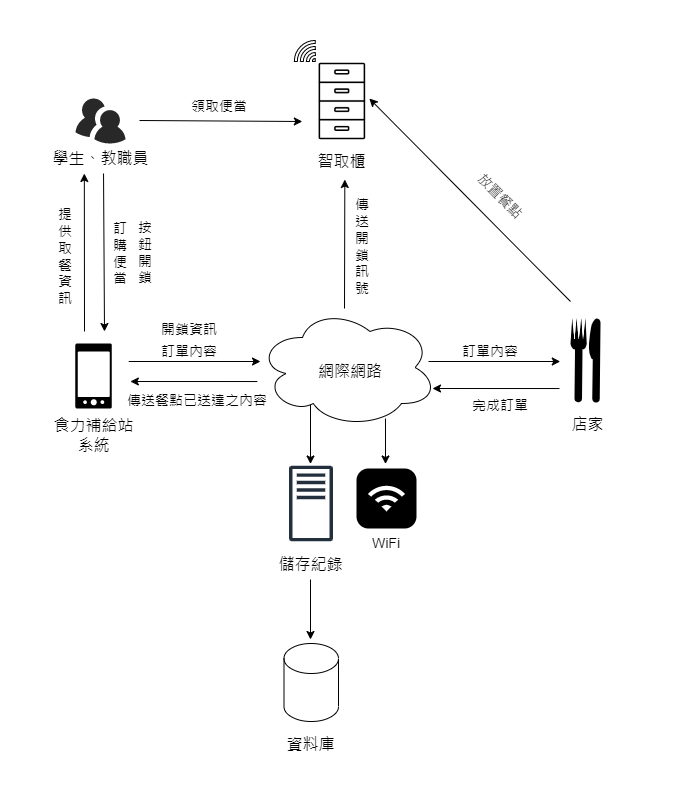 領取便當
學生、教職員
智取櫃
放置餐點
提供取餐資訊
訂購便當
按鈕開鎖
傳送開鎖訊號
開鎖資訊
訂單內容
網際網路
訂單內容
傳送餐點已送達之內容
完成訂單
食力補給站
系統
店家
WiFi
儲存紀錄
資料庫